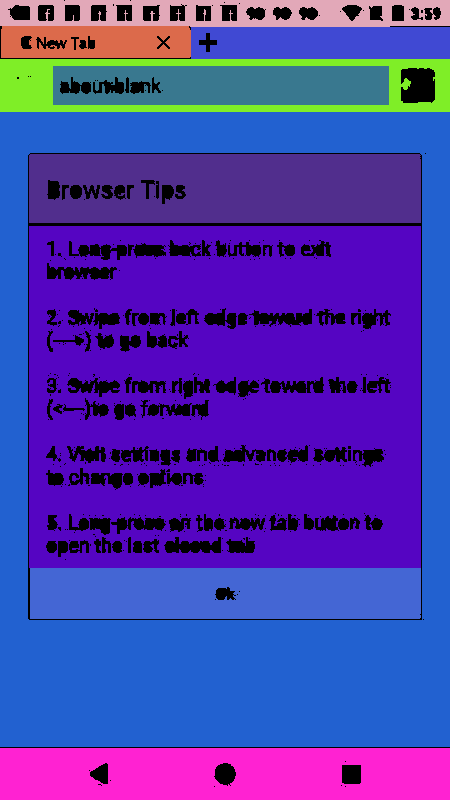 3:59
New Tab
about:blank
Browser Tips
1. Long-press back button to exit
browser
2. Swipe from left edge toward the right
(--->) to go back
3. Swipe from right edge toward the left
(<---)to go forward
4. Visit settings and advanced settings
to change options
5. Long-press on the new tab button to
open the last closed tab
Ok